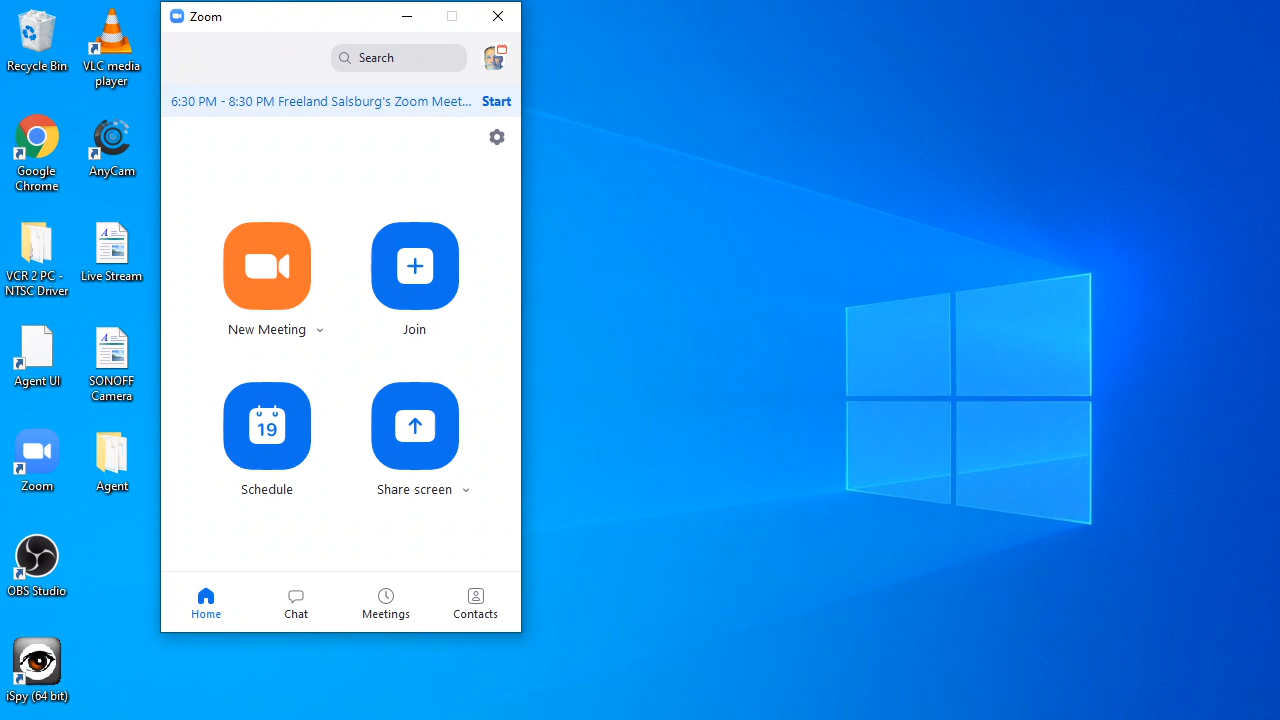 Recycle Bin
VLC media
player
Google
Chrome
AnyCam
VCR 2 PC -
NTSC Driver
Live Stream
Agent UI
SONOFF
Camera
Zoom
Agent
OBS Studio
iSpy (64 bit)
Zoom
Search
6:30 PM - 8:30 PM Freeland Salsburg's Zoom Meet... Start
New Meeting
Join
19
Schedule
Share screen
Home
Chat
Meetings
Contacts